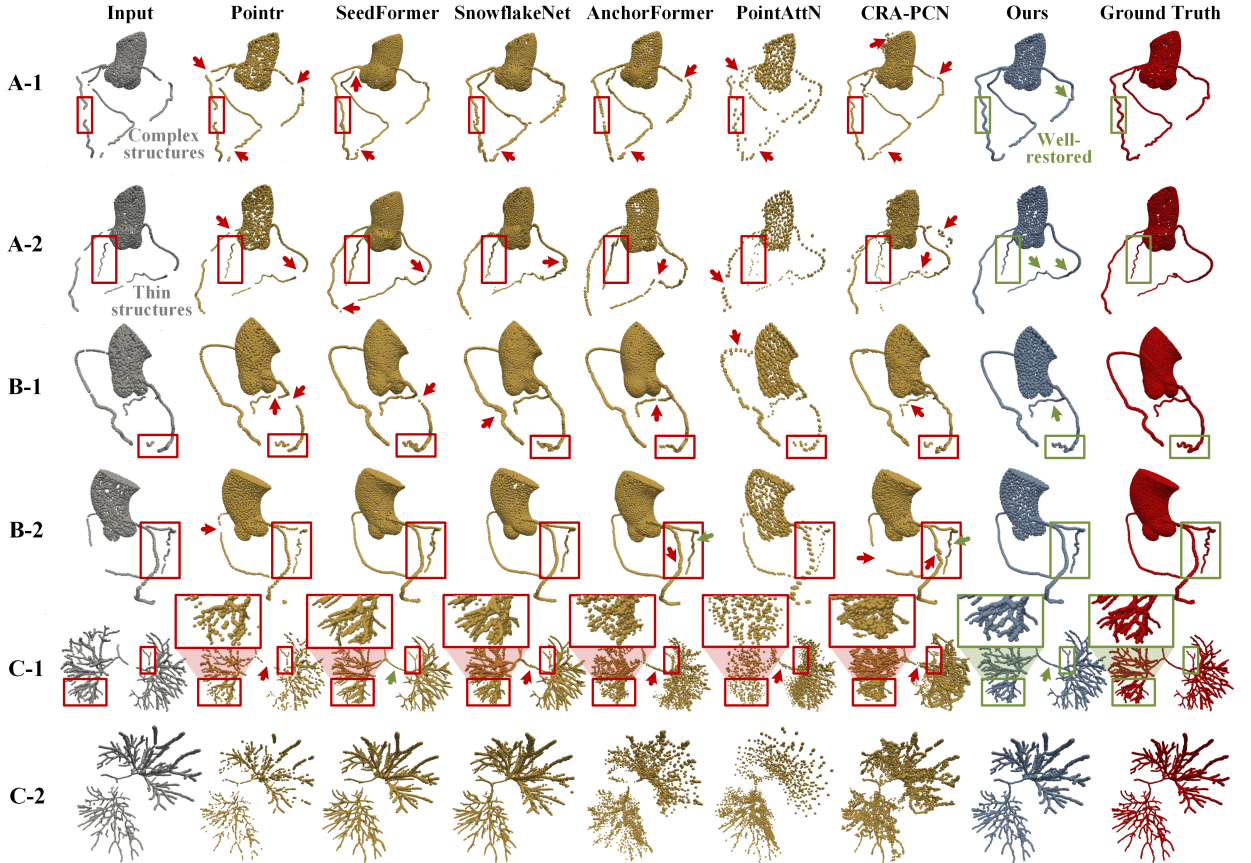 Input Pointr SeedFormer SnowflakeNet AnchorFormer PointAttN CRA-PCN Ours Ground Truth
A-1
Complex
structures
Well-
restored
A-2
Thin
structures
B-1
B-2
C-1
C-2